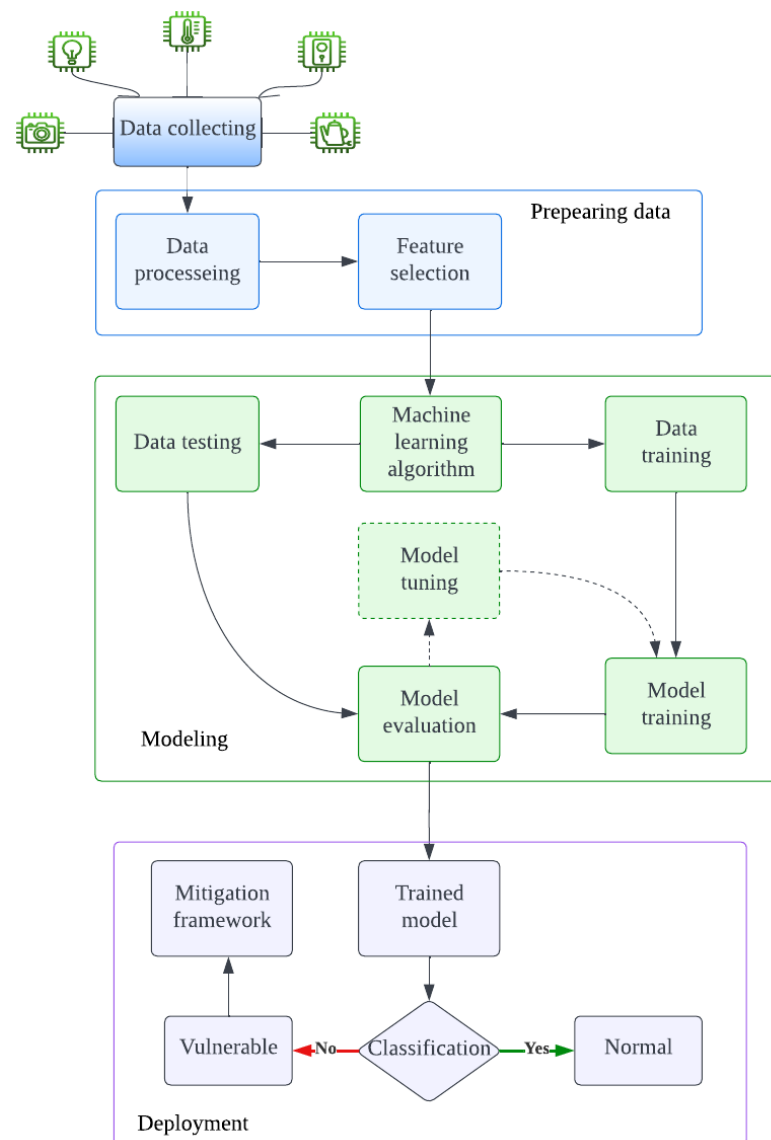 Data collecting
Prepearing data
Data
processeing
Feature
selection
Data testing
Machine
learning
algorithm
Data
training
Model
tuning
Model
evaluation
Model
training
Modeling
Mitigation
framework
Trained
model
Vulnerable
No
Classification
Yes
Normal
Deployment